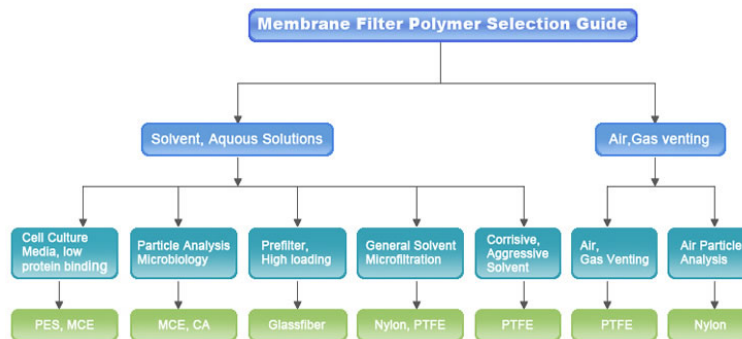 Membrane Filter Polymer Selection Guide
Solvent, Aquous Solutions
Air,Gas venting
Cell Culture
Media, low
protein binding
Particle Analysis
Microbiology
Prefilter,
High loading
General Solvent
Microfiltration
Corrisive,
Aggressive
Solvent
Air,
Gas Venting
Air Particle
Analysis
PES, MCE
MCE, CA
Glassfiber
Nylon, PTFE
PTFE
PTFE
Nylon